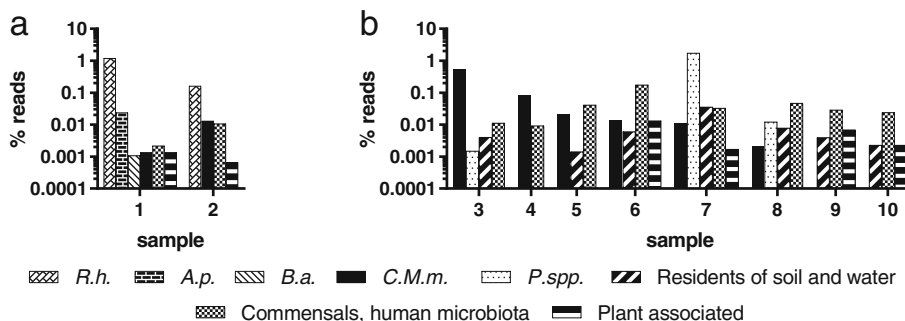 a
% reads
10
1
0.1
0.01
0.001
0.0001
1 2
sample
b
% reads
10
1
0.1
0.01
0.001
0.0001
3 4 5 6 7 8 9 10
sample
R.h. A.p. B.a. C.M.m. P.spp. Residents of soil and water
Commensals, human microbiota Plant associated